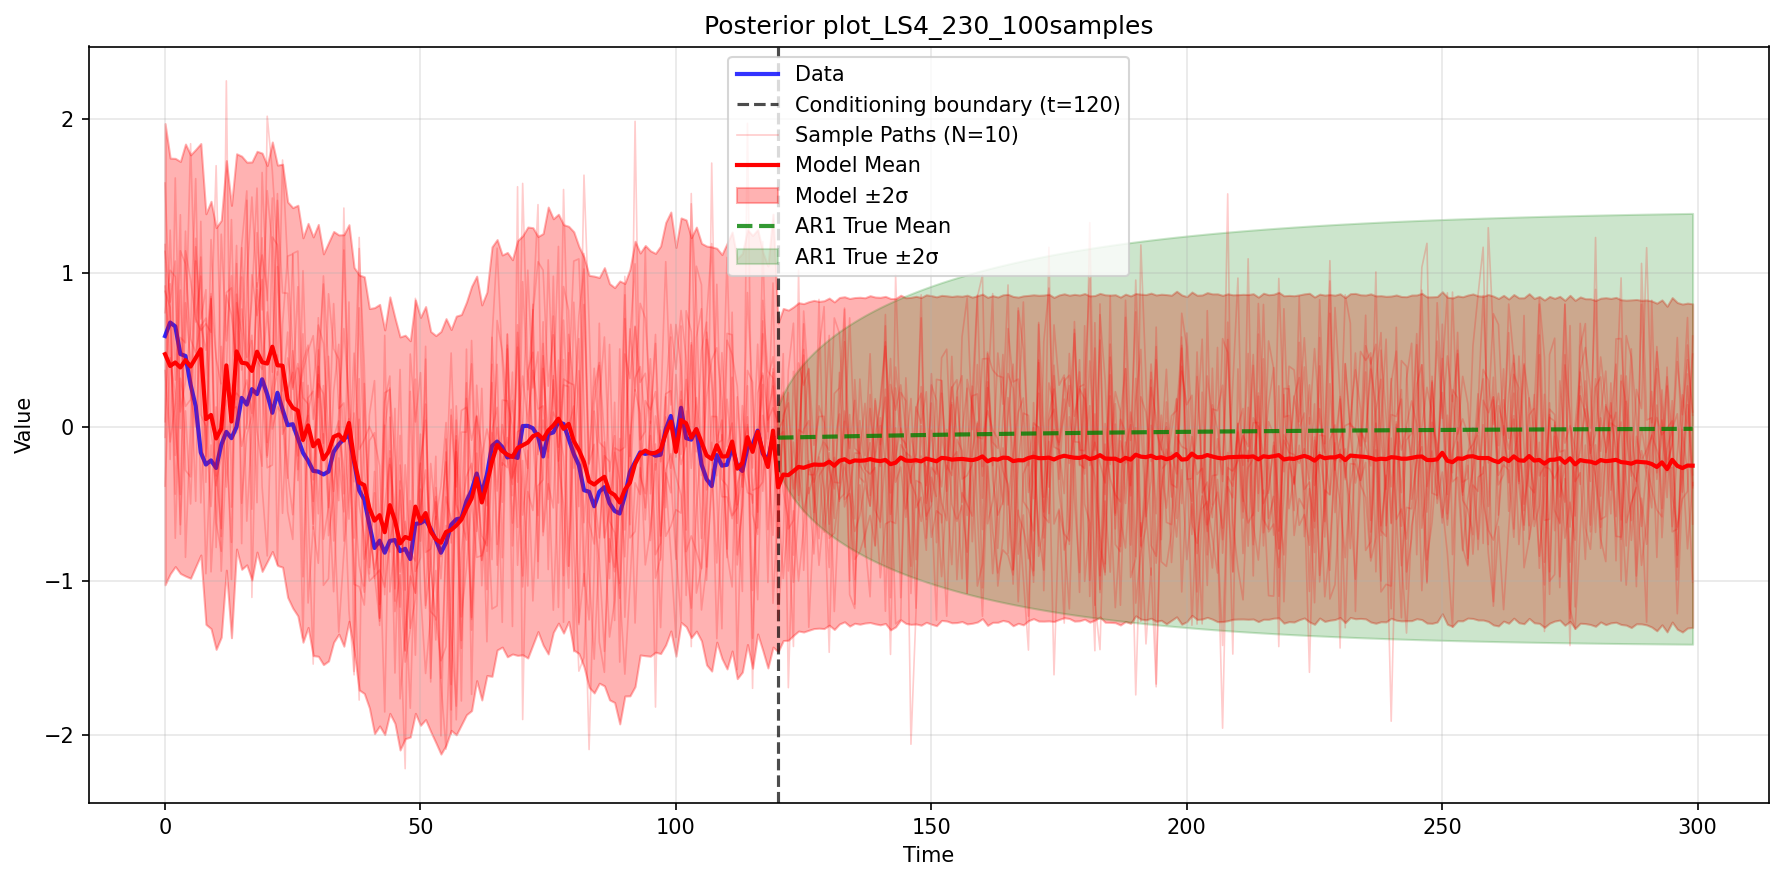 Posterior plot_LS4_230_100samples
Data
Conditioning boundary (t=120)
Sample Paths (N=10)
Model Mean
Model ±2σ
AR1 True Mean
AR1 True ±2σ
Value
2
1
0
−1
−2
0
50
100
150
200
250
300
Time